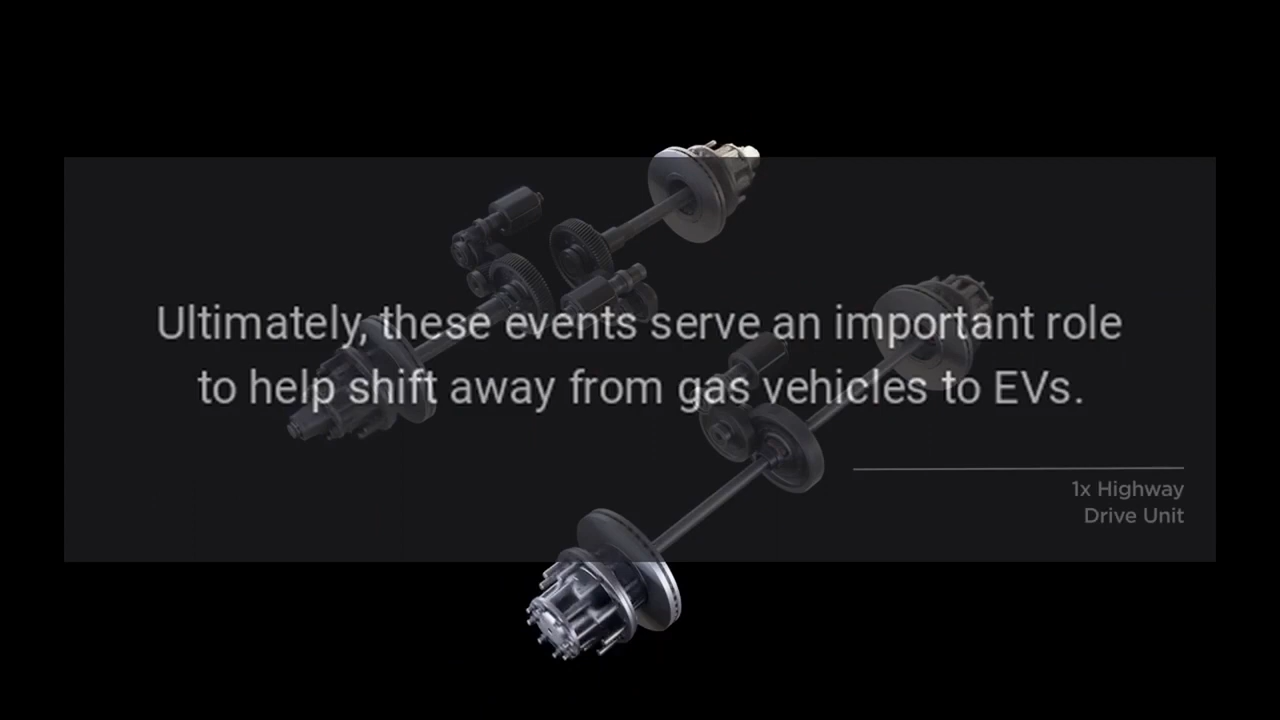 Ultimately, these events serve an important role
to help shift away from gas vehicles to EVs.
1x Highway
Drive Unit